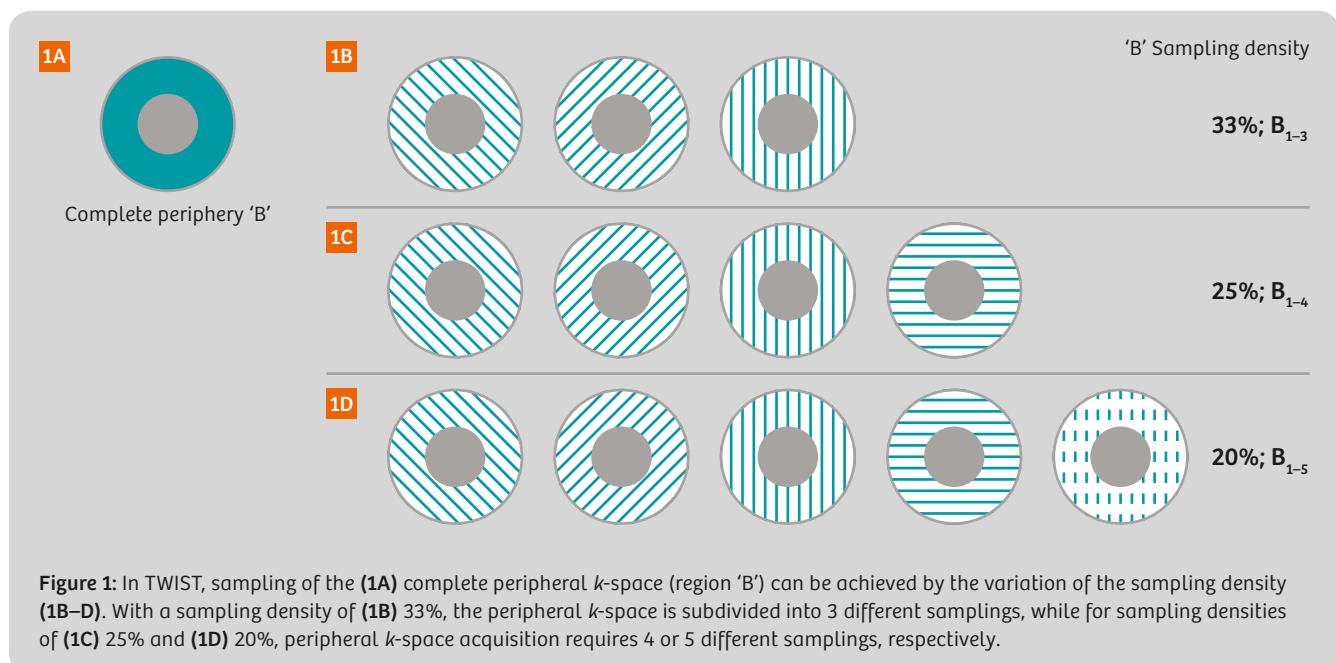 1A
Complete periphery ‘B’
1B
‘B’ Sampling density
33%; B₁₋₃
1C
25%; B₁₋₄
1D
20%; B₁₋₅
Figure 1: In TWIST, sampling of the (1A) complete peripheral k-space (region ‘B’) can be achieved by the variation of the sampling density
(1B–D). With a sampling density of (1B) 33%, the peripheral k-space is subdivided into 3 different samplings, while for sampling densities
of (1C) 25% and (1D) 20%, peripheral k-space acquisition requires 4 or 5 different samplings, respectively.